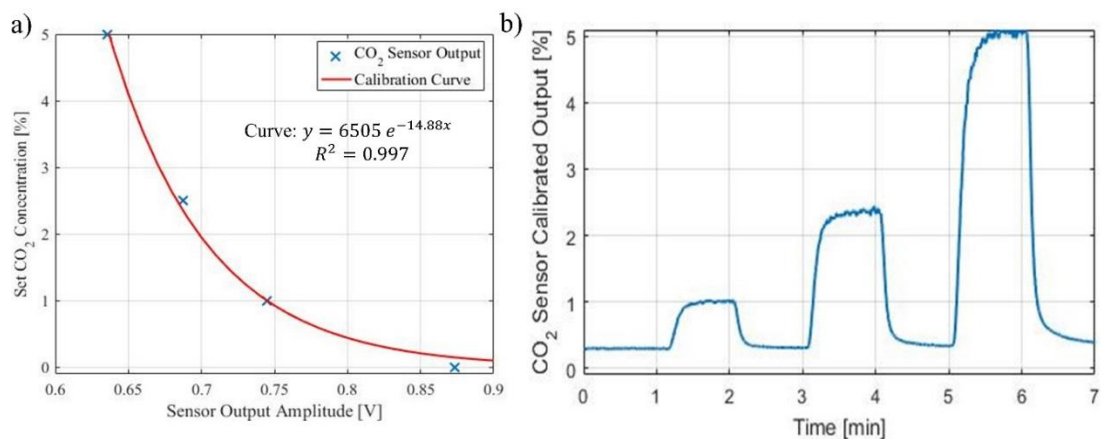 a)
Set CO₂ Concentration [%]
5
4
3
2
1
0
0.6 0.65 0.7 0.75 0.8 0.85 0.9
Sensor Output Amplitude [V]
CO₂ Sensor Output
Calibration Curve
Curve: y = 6505 e^{-14.88x}
R² = 0.997
b)
CO₂ Sensor Calibrated Output [%]
5
4
3
2
1
0
0 1 2 3 4 5 6 7
Time [min]